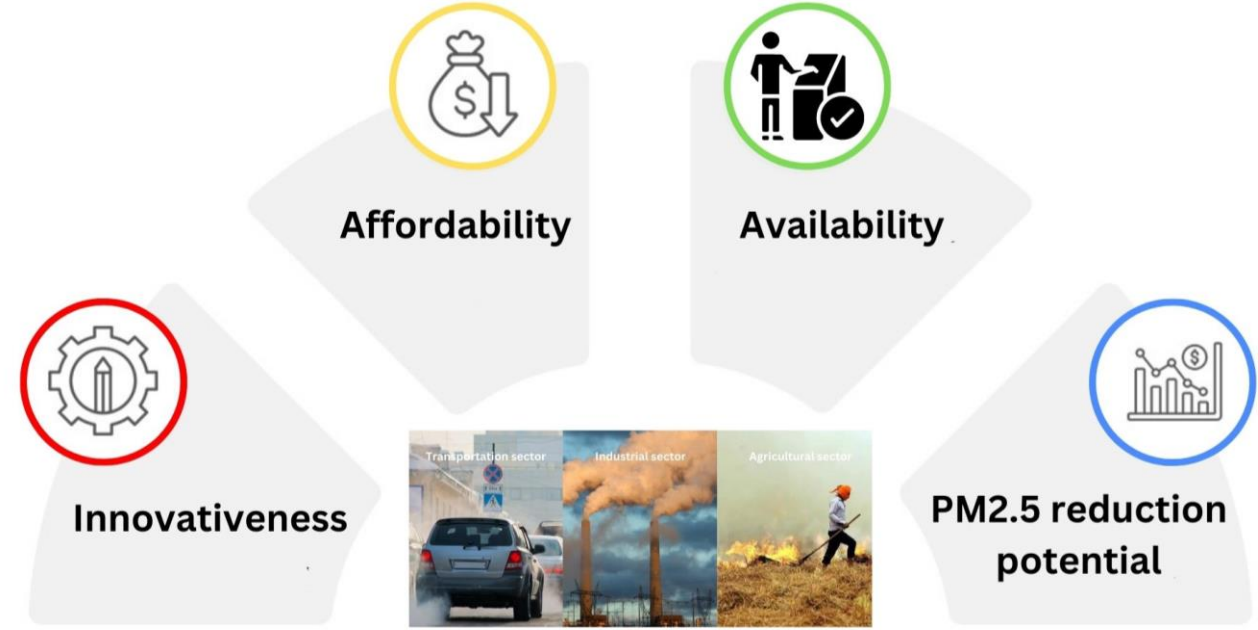 Affordability
Availability
Innovativeness
PM2.5 reduction
potential
Transportation sector
Industrial sector
Agricultural sector
$
$